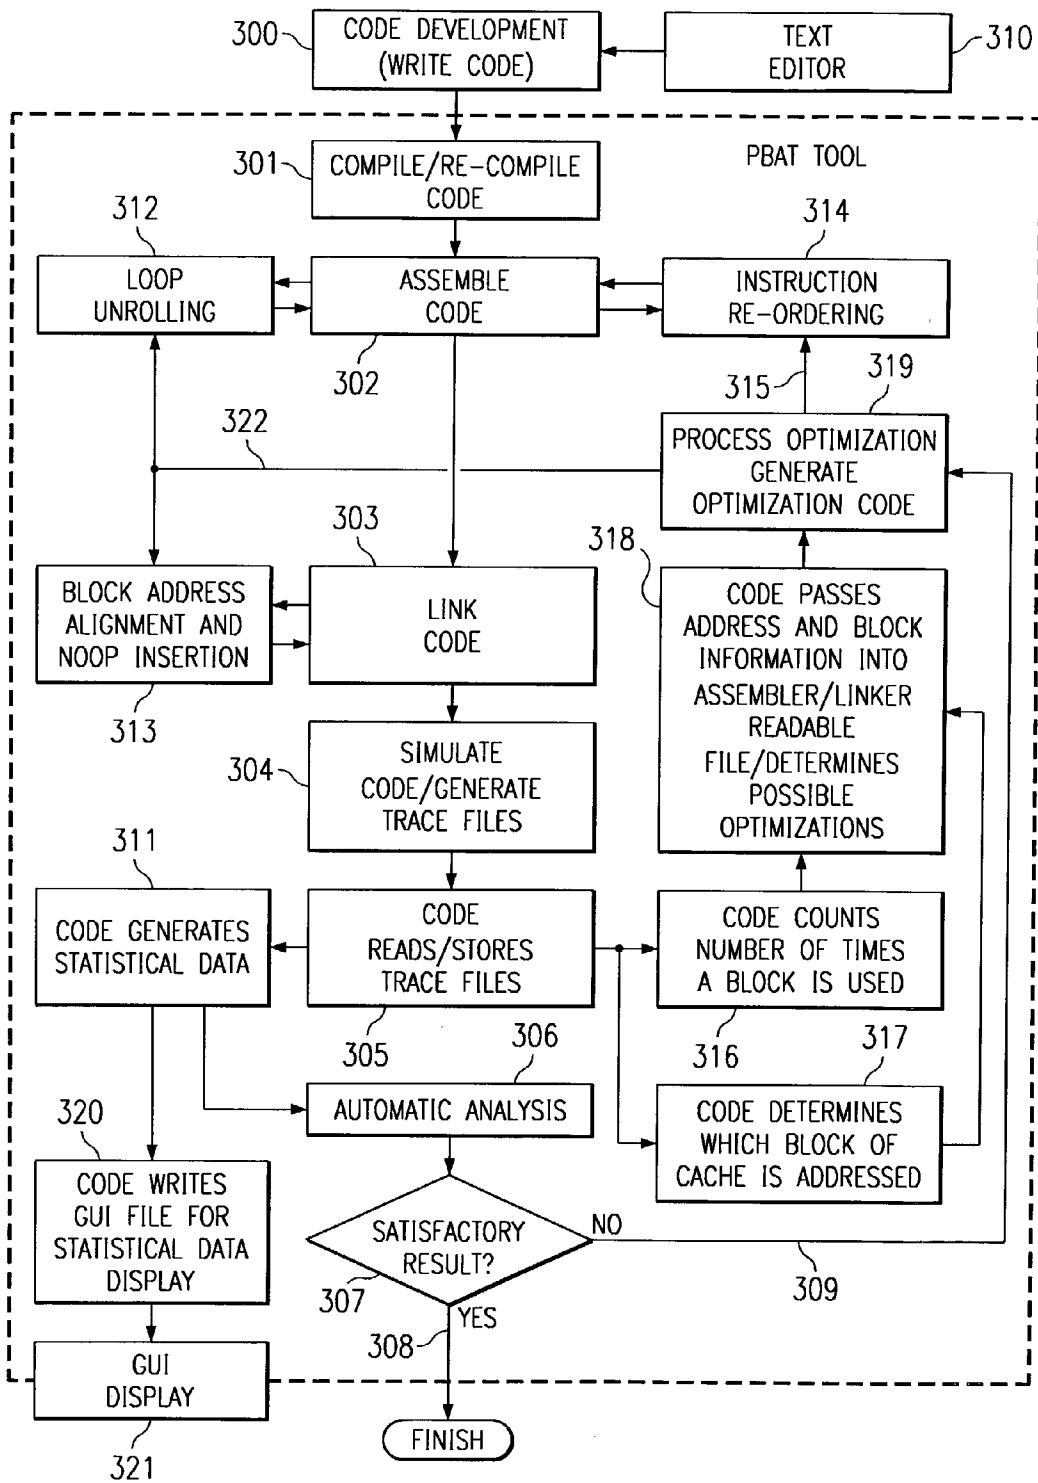 300
CODE DEVELOPMENT
(WRITE CODE)
TEXT
EDITOR
310
PBAT TOOL
301
COMPILE/RE-COMPILE
CODE
312
314
LOOP
UNROLLING
ASSEMBLE
CODE
INSTRUCTION
RE-ORDERING
302
315
319
322
PROCESS OPTIMIZATION
GENERATE
OPTIMIZATION CODE
303
318
BLOCK ADDRESS
ALIGNMENT AND
NOOP INSERTION
LINK
CODE
CODE PASSES
ADDRESS AND BLOCK
INFORMATION INTO
ASSEMBLER/LINKER
READABLE
FILE/DETERMINES
POSSIBLE
OPTIMIZATIONS
313
304
SIMULATE
CODE/GENERATE
TRACE FILES
311
CODE GENERATES
STATISTICAL DATA
CODE
READS/STORES
TRACE FILES
CODE COUNTS
NUMBER OF TIMES
A BLOCK IS USED
305
306
316
317
AUTOMATIC ANALYSIS
CODE DETERMINES
WHICH BLOCK OF
CACHE IS ADDRESSED
320
CODE WRITES
GUI FILE FOR
STATISTICAL DATA
DISPLAY
SATISFACTORY
RESULT?
NO
307
309
YES
308
GUI
DISPLAY
321
FINISH